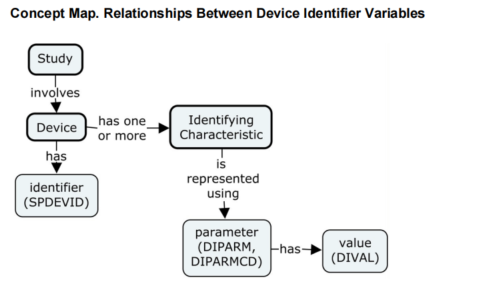 Concept Map. Relationships Between Device Identifier Variables
Study
involves
Device
has one
or more
Identifying
Characteristic
has
is
represented
using
identifier
(SPDEVID)
parameter
(DIPARM,
DIPARMCD)
has
value
(DIVAL)